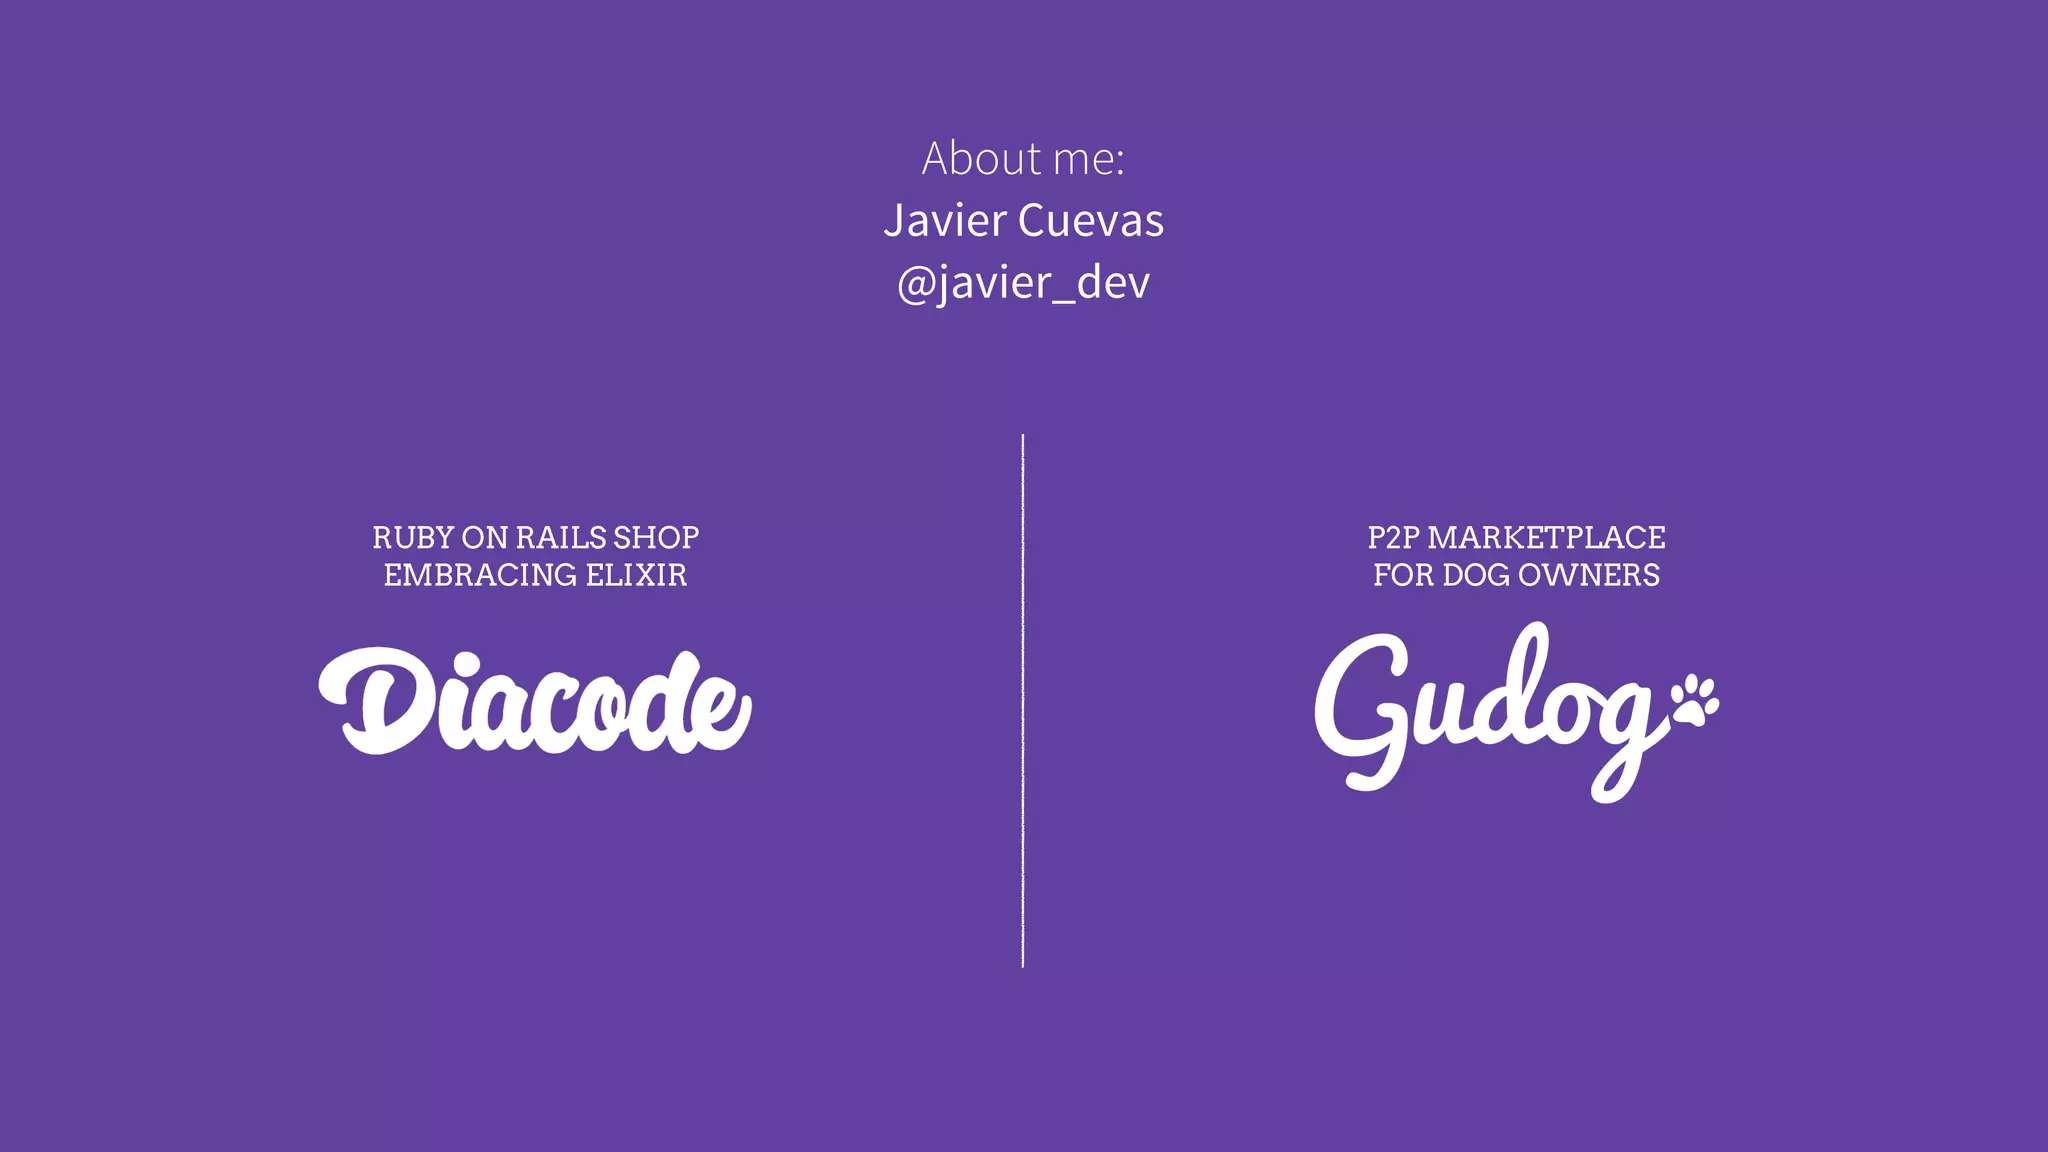 About me:
Javier Cuevas
@javier_dev
RUBY ON RAILS SHOP
EMBRACING ELIXIR
Diacode
P2P MARKETPLACE
FOR DOG OWNERS
Gudog